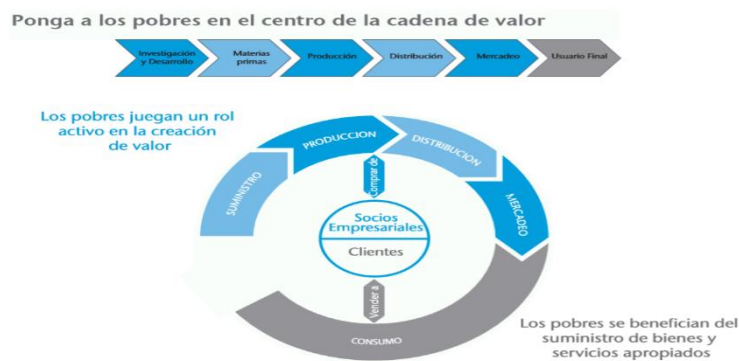 Ponga a los pobres en el centro de la cadena de valor
Investigación
y Desarrollo
Materias
primas
Producción
Distribución
Mercadeo
Usuario Final
Los pobres juegan un rol
activo en la creación
de valor
SUMINISTRO
PRODUCCION
DISTRIBUCION
MERCADEO
Comprar de
Socios
Empresariales
Clientes
Vender a
CONSUMO
Los pobres se benefician del
suministro de bienes y
servicios apropiados